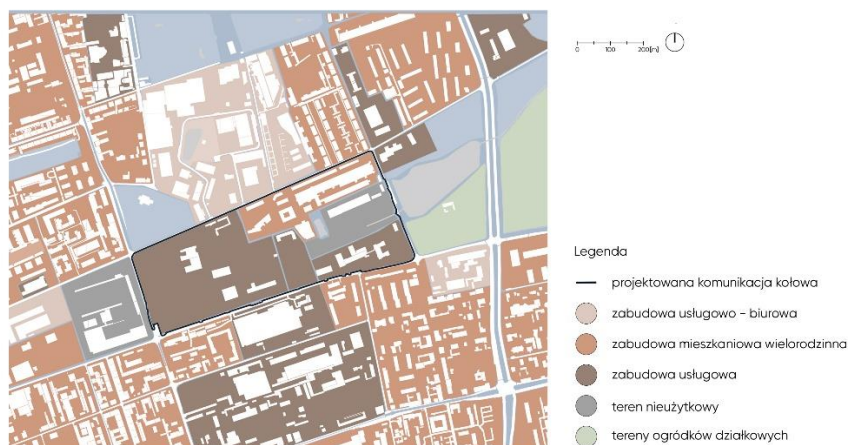 0 100 200[m]
Legenda
projektowana komunikacja kołowa
zabudowa usługowo - biurowa
zabudowa mieszkaniowa wielorodzinna
zabudowa usługowa
teren nieużytkowy
tereny ogródków działkowych